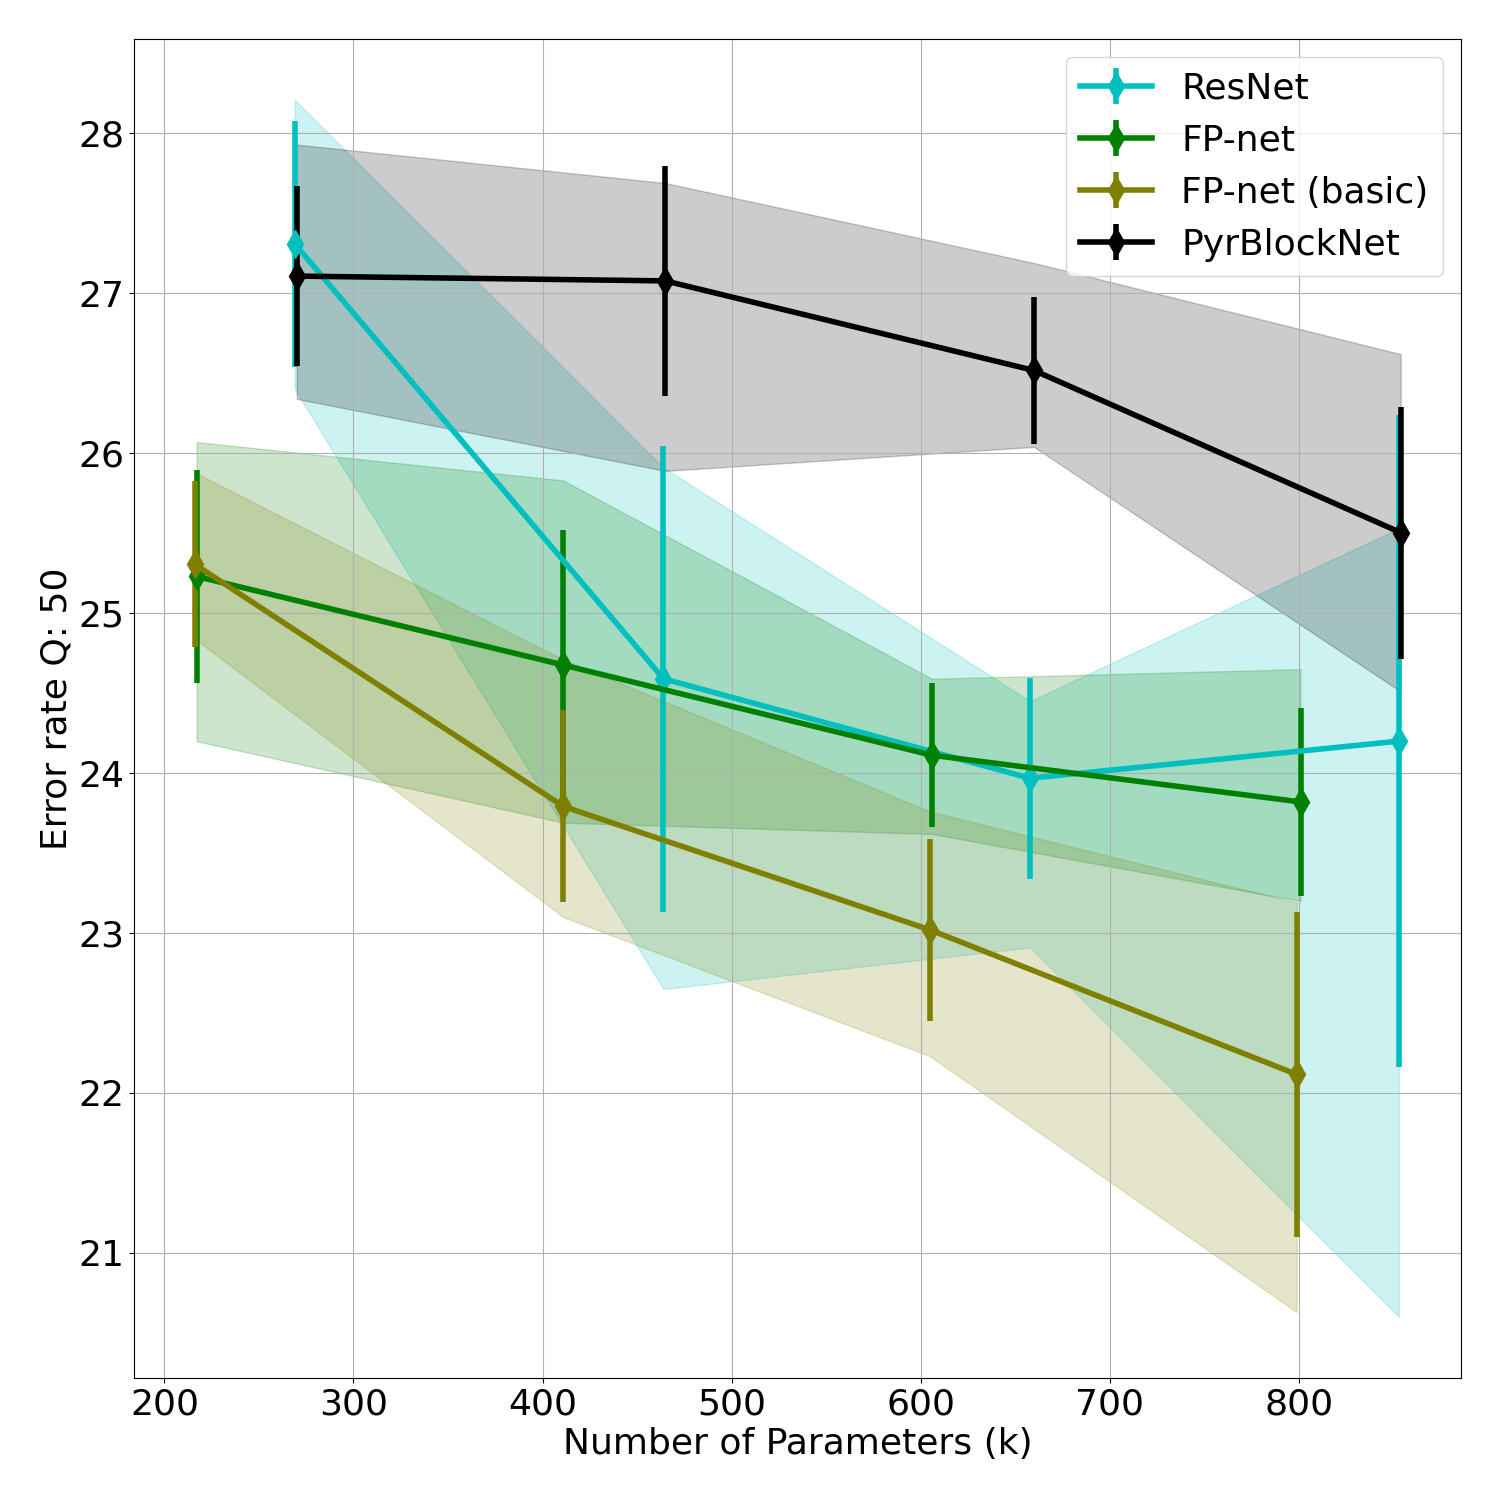 ResNet
FP-net
FP-net (basic)
PyrBlockNet
28
27
26
25
24
23
22
21
Error rate Q: 50
200 300 400 500 600 700 800
Number of Parameters (k)